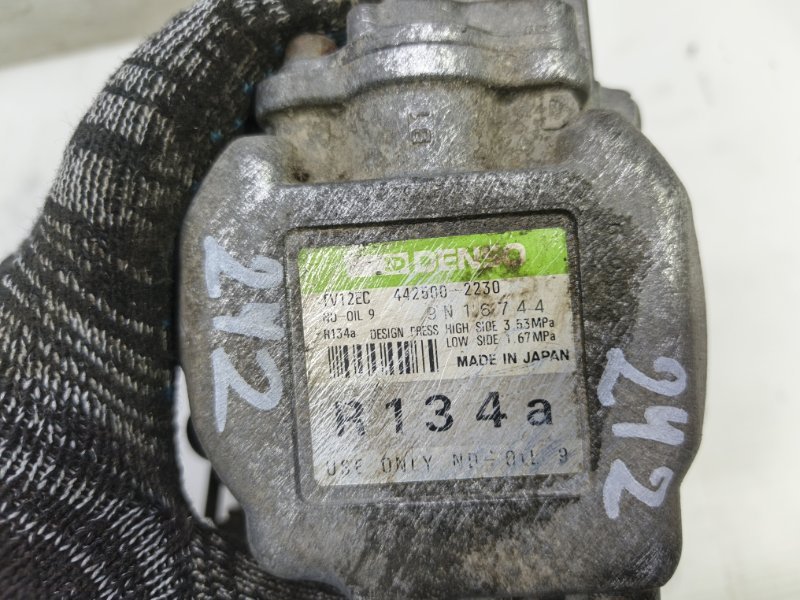 B1
DENSO
TV12EC 442500-2230
ND-OIL 9 9N16744
R134a DESIGN PRESS HIGH SIDE 3.53MPa
LOW SIDE 1.67MPa
MADE IN JAPAN
R134a
USE ONLY ND-OIL 9
242
242